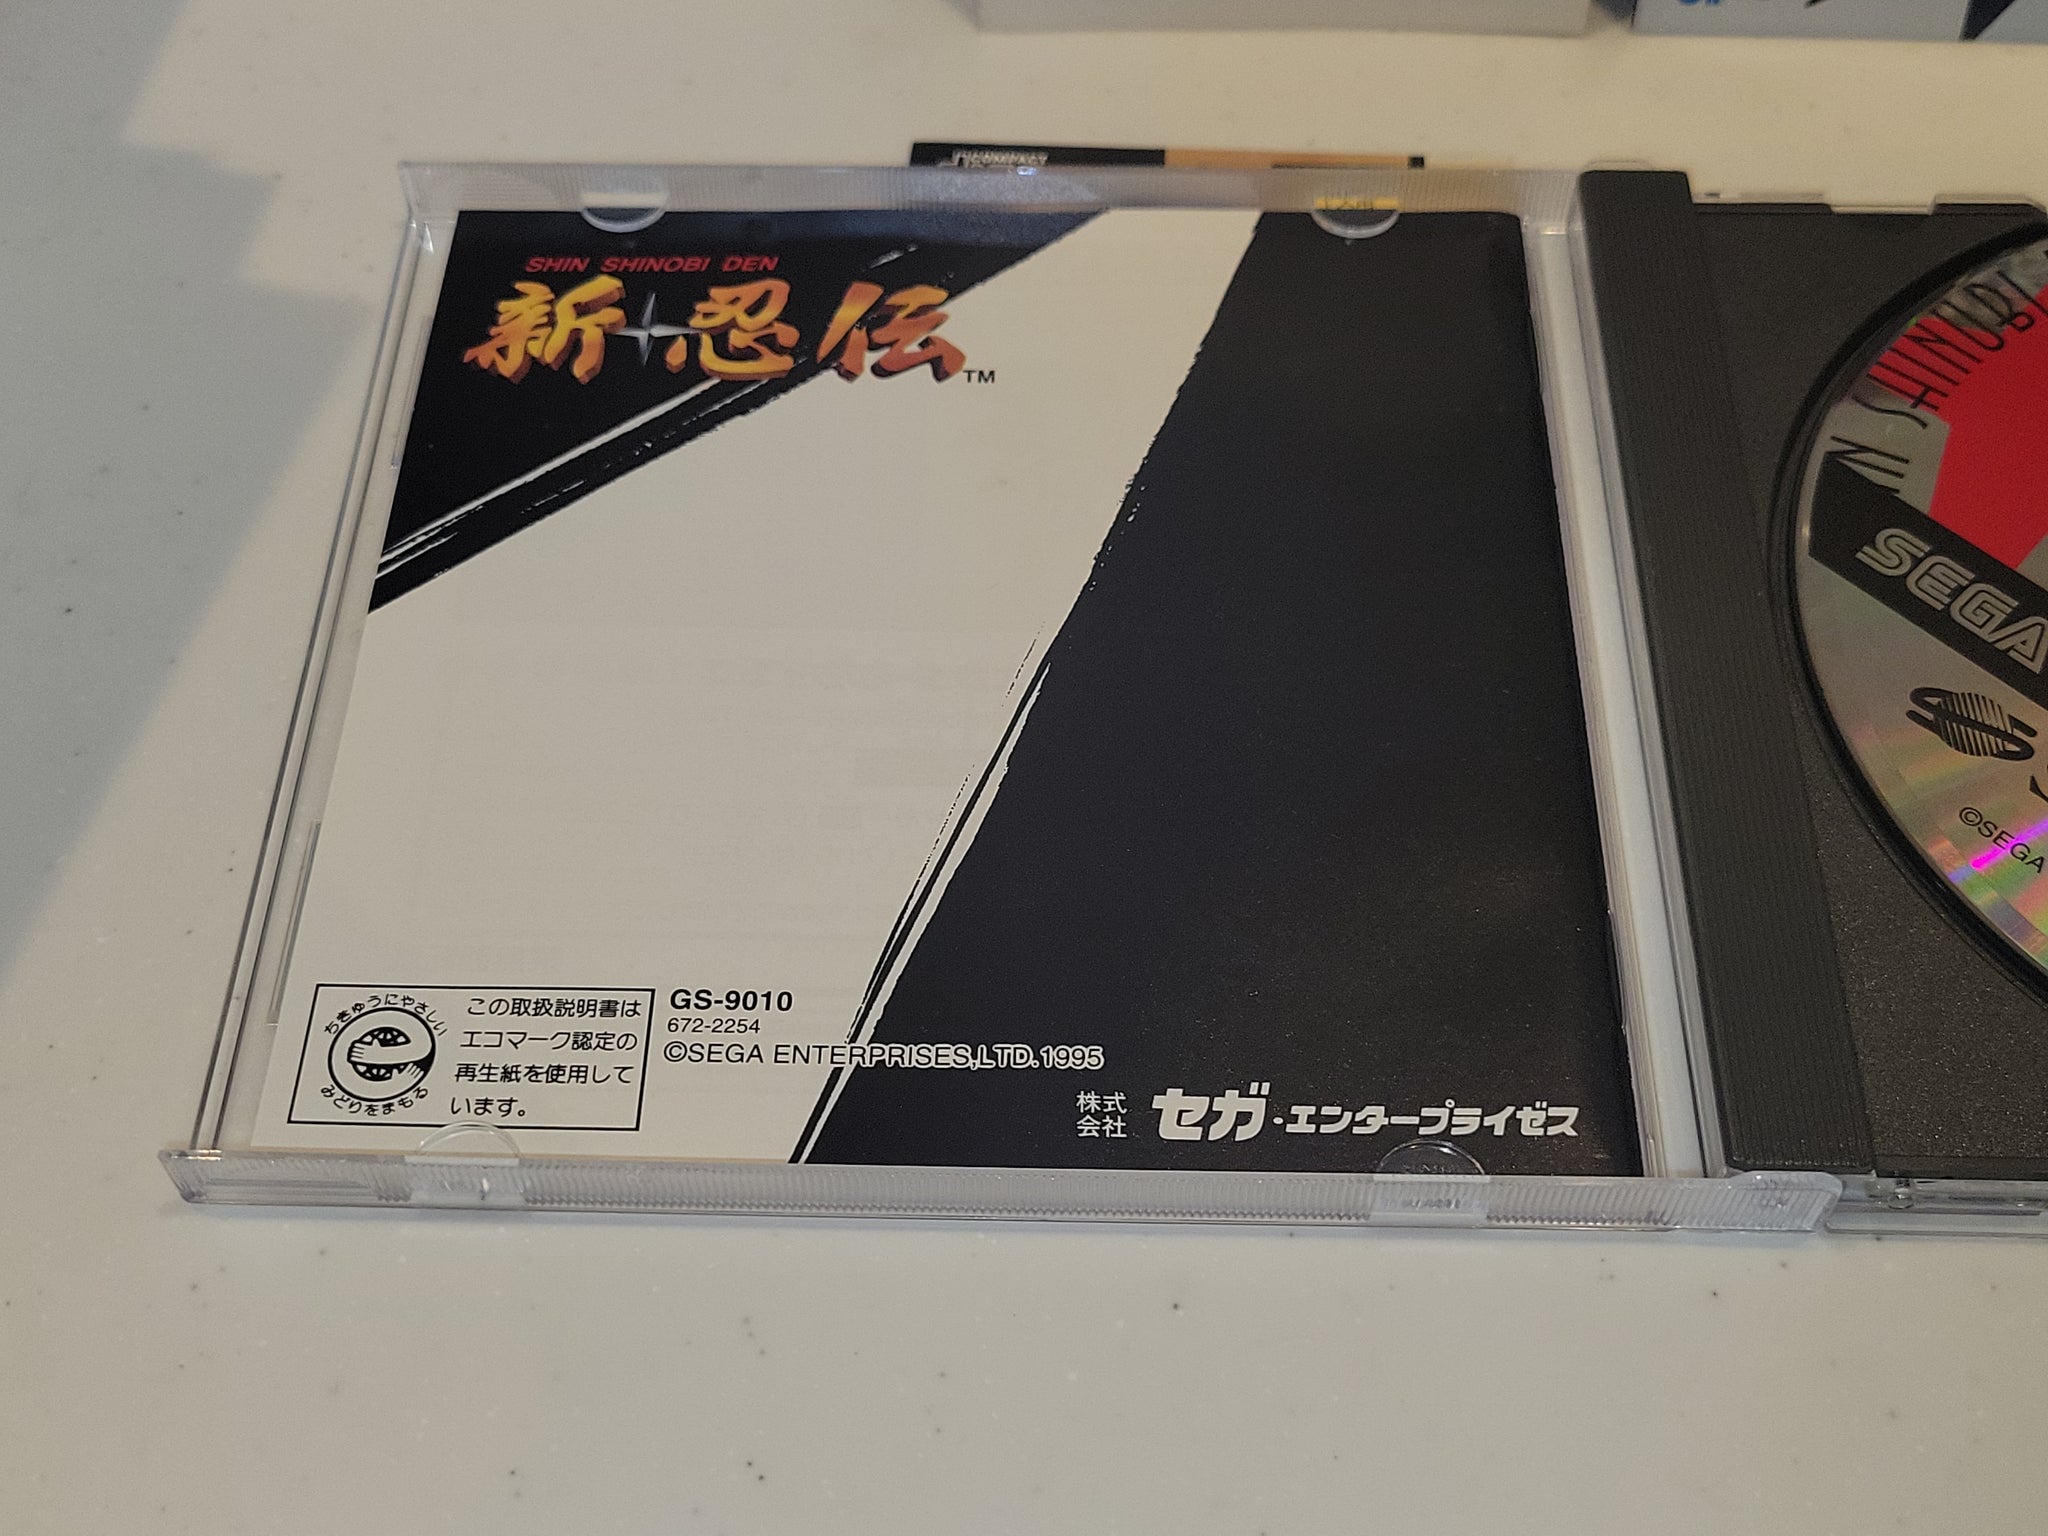 COMPACT
SHIN SHINOBI DEN
新忍伝
TM
SHINOBI
SEGA
©SEGA
ちきゅうにやさしい
みどりをまもる
この取扱説明書は
エコマーク認定の
再生紙を使用して
います。
GS-9010
672-2254
©SEGA ENTERPRISES,LTD.1995
株式
会社
セガ・エンタープライゼス